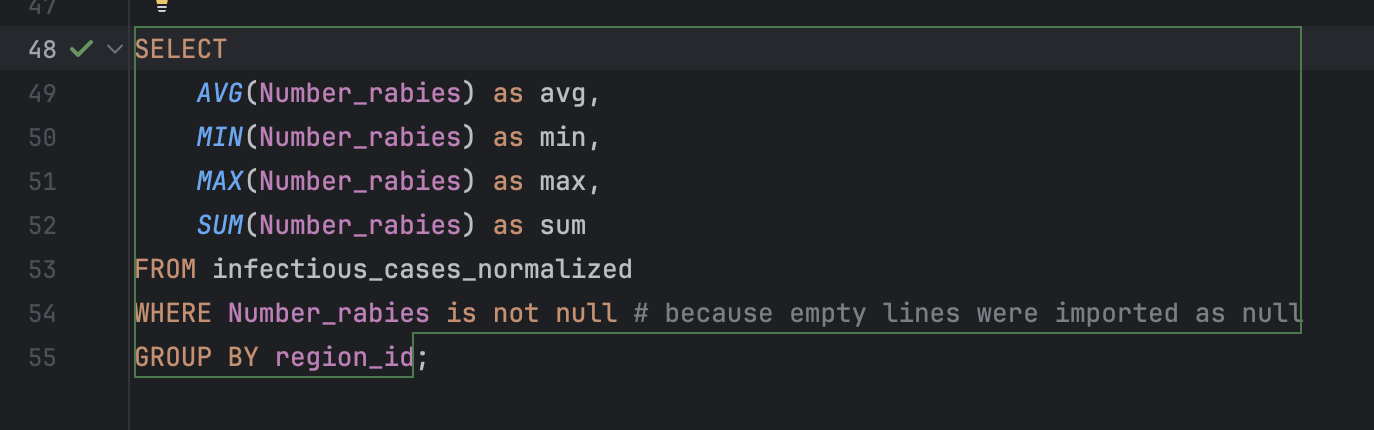 47
48 SELECT
49 AVG(Number_rabies) as avg,
50 MIN(Number_rabies) as min,
51 MAX(Number_rabies) as max,
52 SUM(Number_rabies) as sum
53 FROM infectious_cases_normalized
54 WHERE Number_rabies is not null # because empty lines were imported as null
55 GROUP BY region_id;